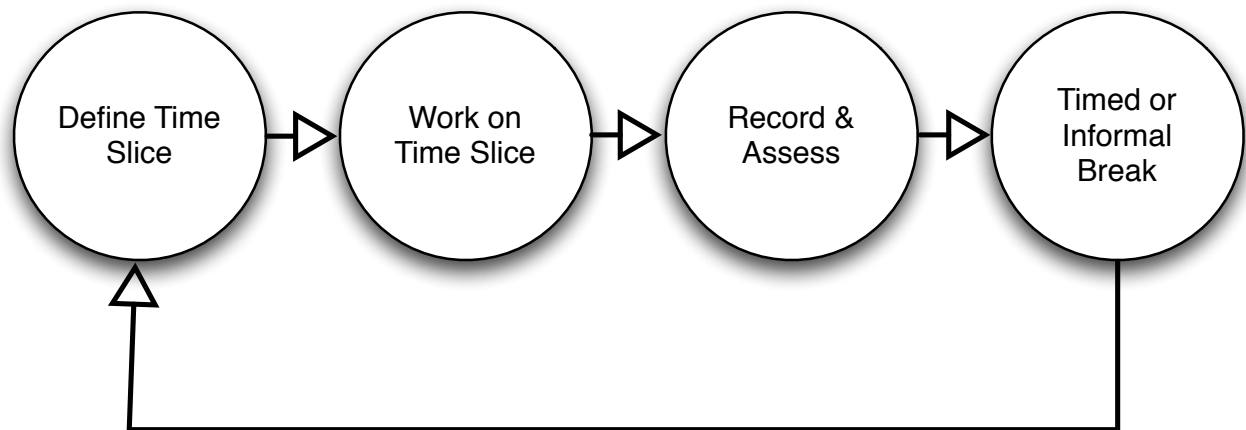 Define Time
Slice
Work on
Time Slice
Record &
Assess
Timed or
Informal
Break